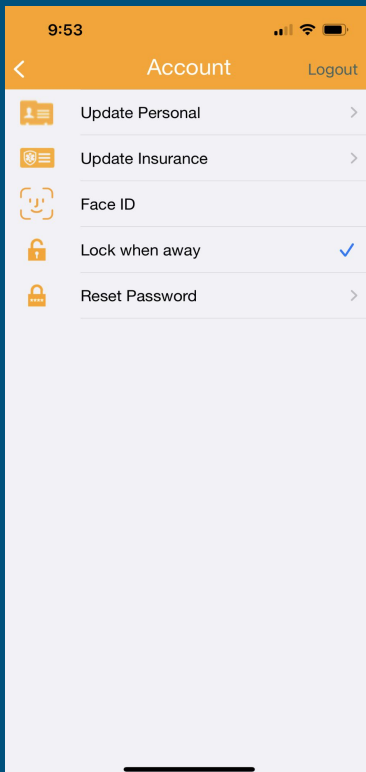 9:53
Account
Logout
Update Personal
Update Insurance
Face ID
Lock when away
Reset Password